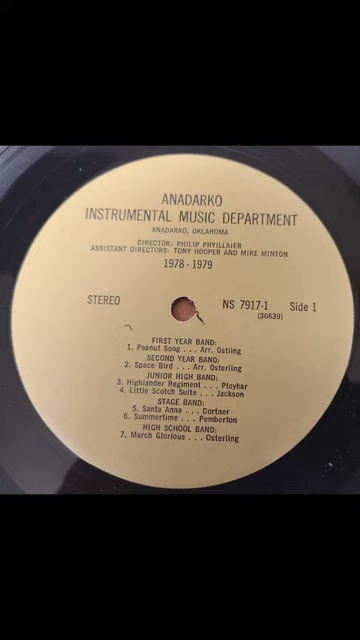 ANADARKO
INSTRUMENTAL MUSIC DEPARTMENT
ANADARKO, OKLAHOMA
DIRECTOR: PHILIP PHYILLAIER
ASSISTANT DIRECTORS: TONY HOOPER AND MIKE MINTON
1978-1979
STEREO NS 7917-1 Side 1
(36639)
FIRST YEAR BAND:
1. Peanut Song . . . Arr. Ostling
SECOND YEAR BAND:
2. Space Bird . . . Arr. Osterling
JUNIOR HIGH BAND:
3. Highlander Regiment . . . Ployhar
4. Little Scotch Suite . . . Jackson
STAGE BAND:
5. Santa Anna . . . Cortner
6. Summertime . . . Pemberton
HIGH SCHOOL BAND:
7. March Glorious . . . Osterling